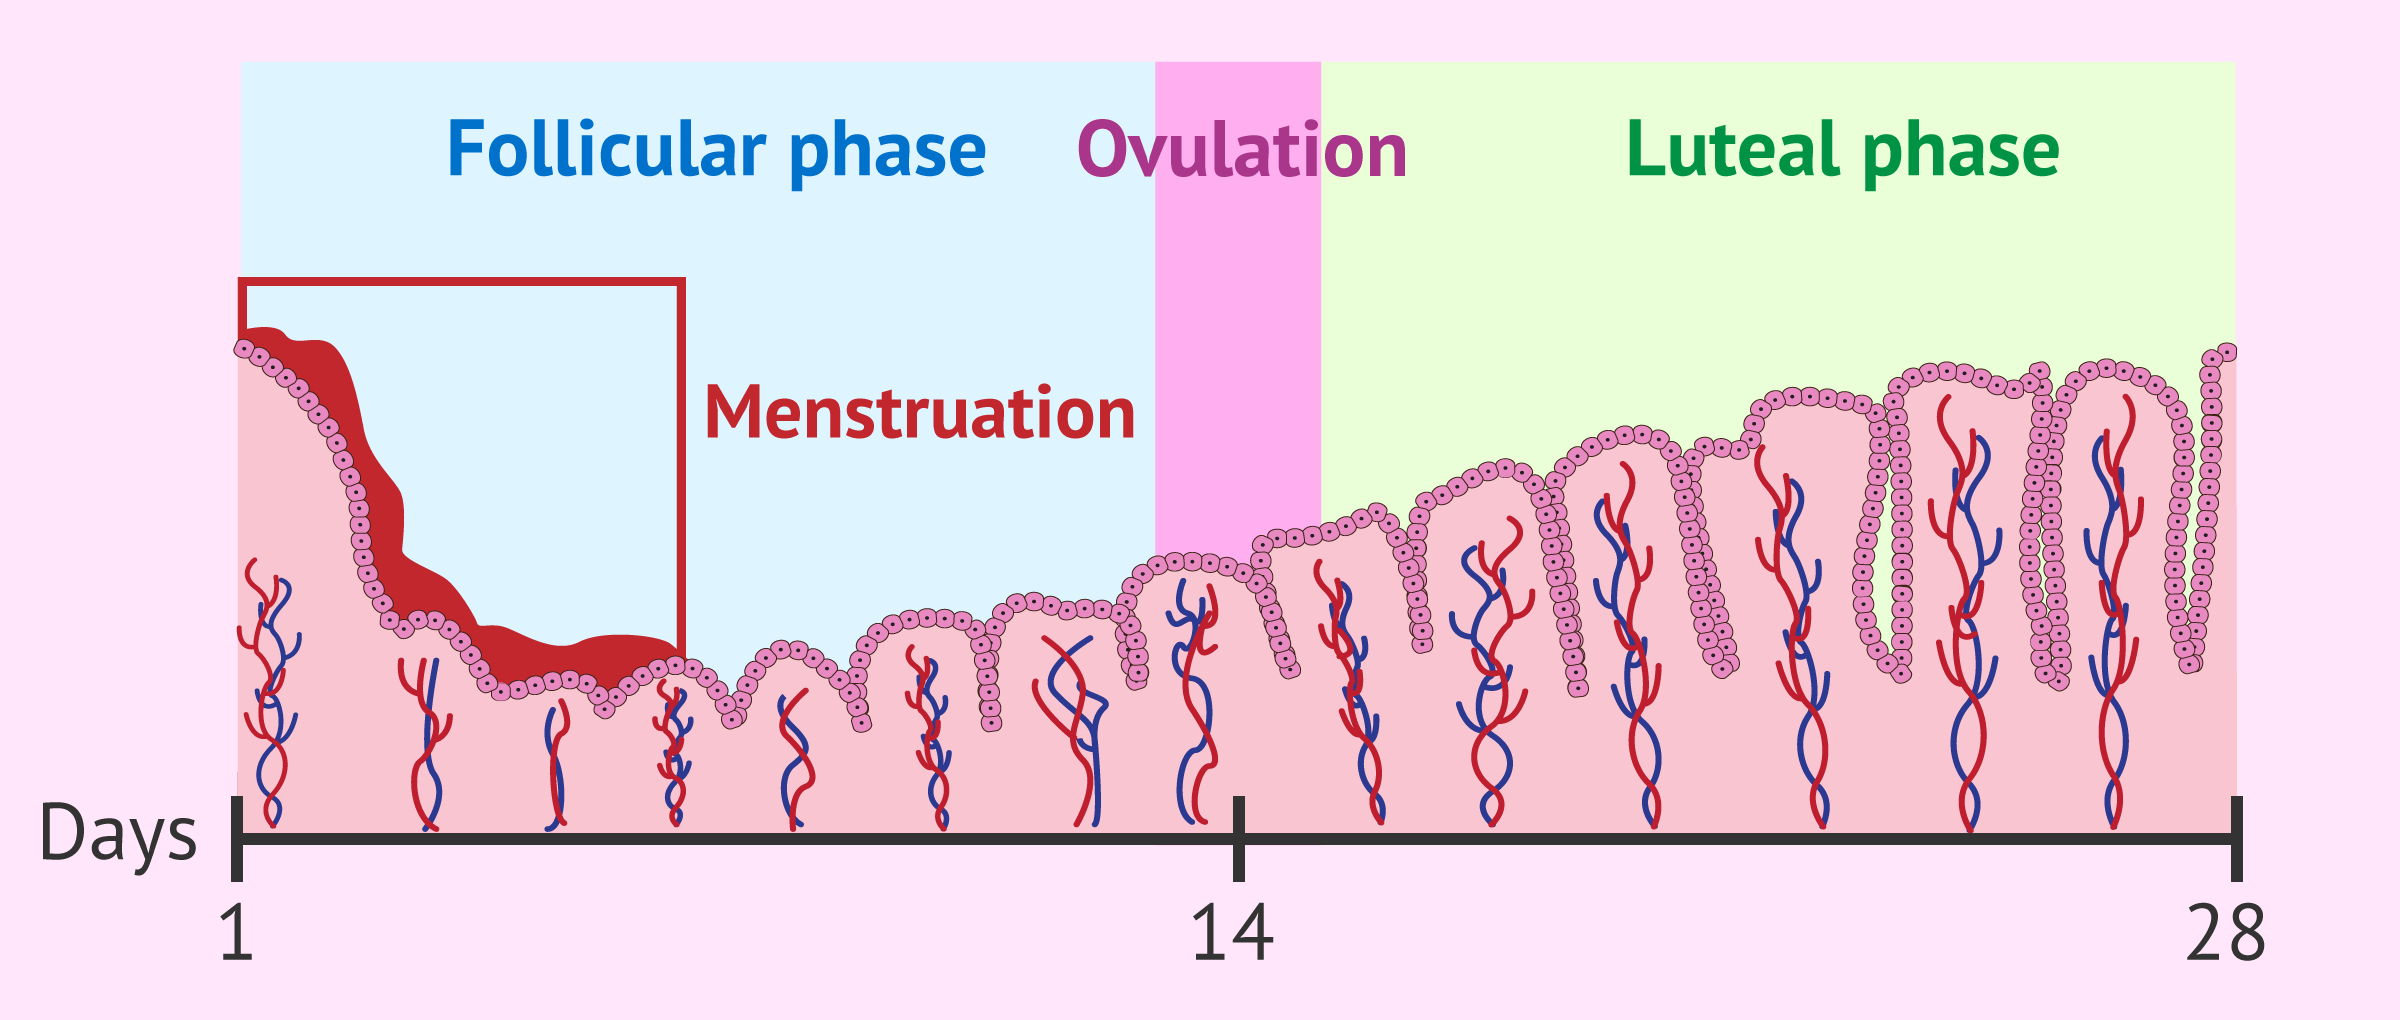 Follicular phase
Ovulation
Luteal phase
Menstruation
Days
1
14
28